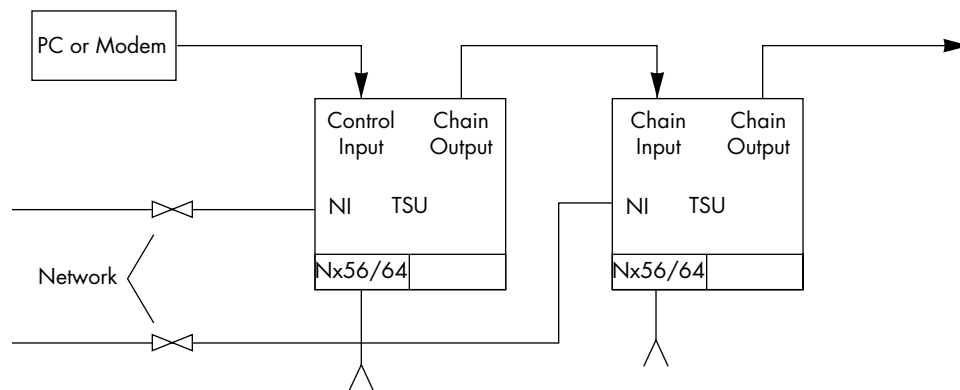 PC or Modem
Control
Input
Chain
Output
NI
TSU
Nx56/64
Chain
Input
Chain
Output
NI
TSU
Nx56/64
Network